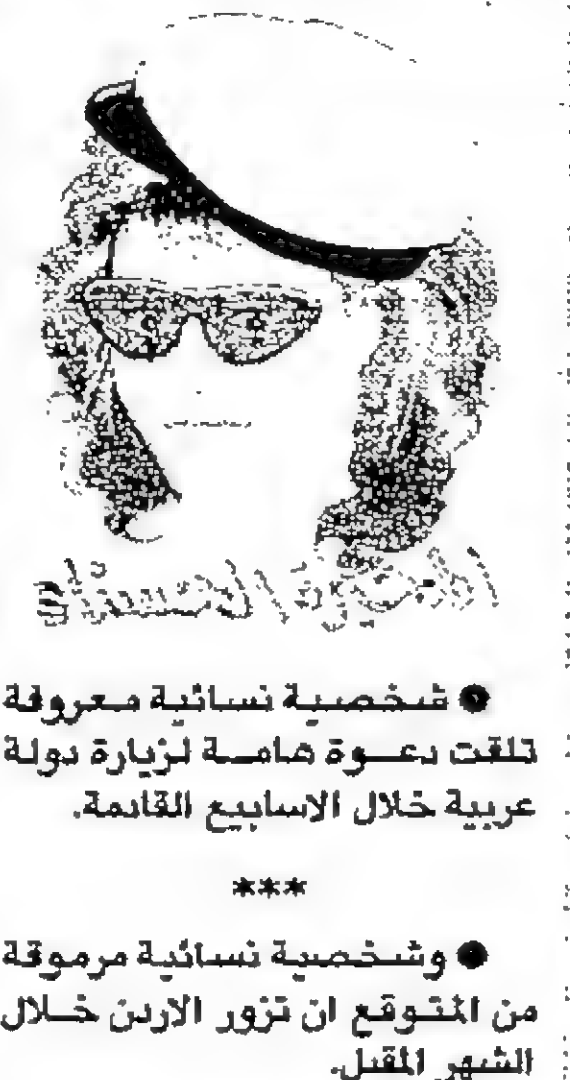 الحسناء
● شخصية نسائية معروفة
تلقت دعوة هامة لزيارة دولة
عربية خلال الاسابيع القادمة.
***
● وشخصية نسائية مرموقة
من المتوقع ان تزور الاردن خلال
الشهر المقبل.